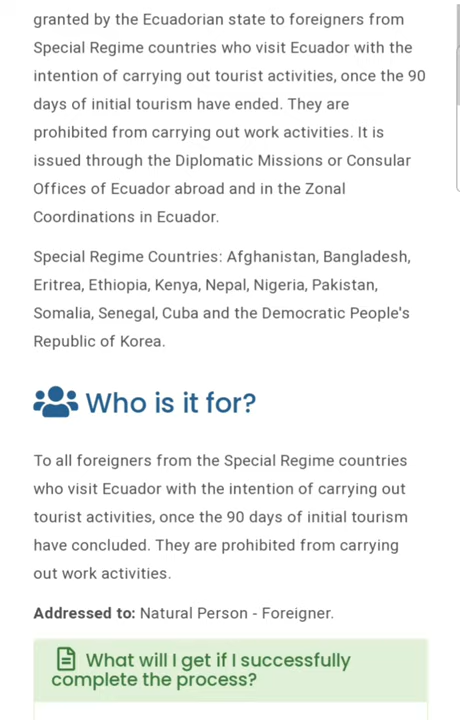 granted by the Ecuadorian state to foreigners from
Special Regime countries who visit Ecuador with the
intention of carrying out tourist activities, once the 90
days of initial tourism have ended. They are
prohibited from carrying out work activities. It is
issued through the Diplomatic Missions or Consular
Offices of Ecuador abroad and in the Zonal
Coordinations in Ecuador.
Special Regime Countries: Afghanistan, Bangladesh,
Eritrea, Ethiopia, Kenya, Nepal, Nigeria, Pakistan,
Somalia, Senegal, Cuba and the Democratic People's
Republic of Korea.
Who is it for?
To all foreigners from the Special Regime countries
who visit Ecuador with the intention of carrying out
tourist activities, once the 90 days of initial tourism
have concluded. They are prohibited from carrying
out work activities.
Addressed to: Natural Person - Foreigner.
What will I get if I successfully
complete the process?